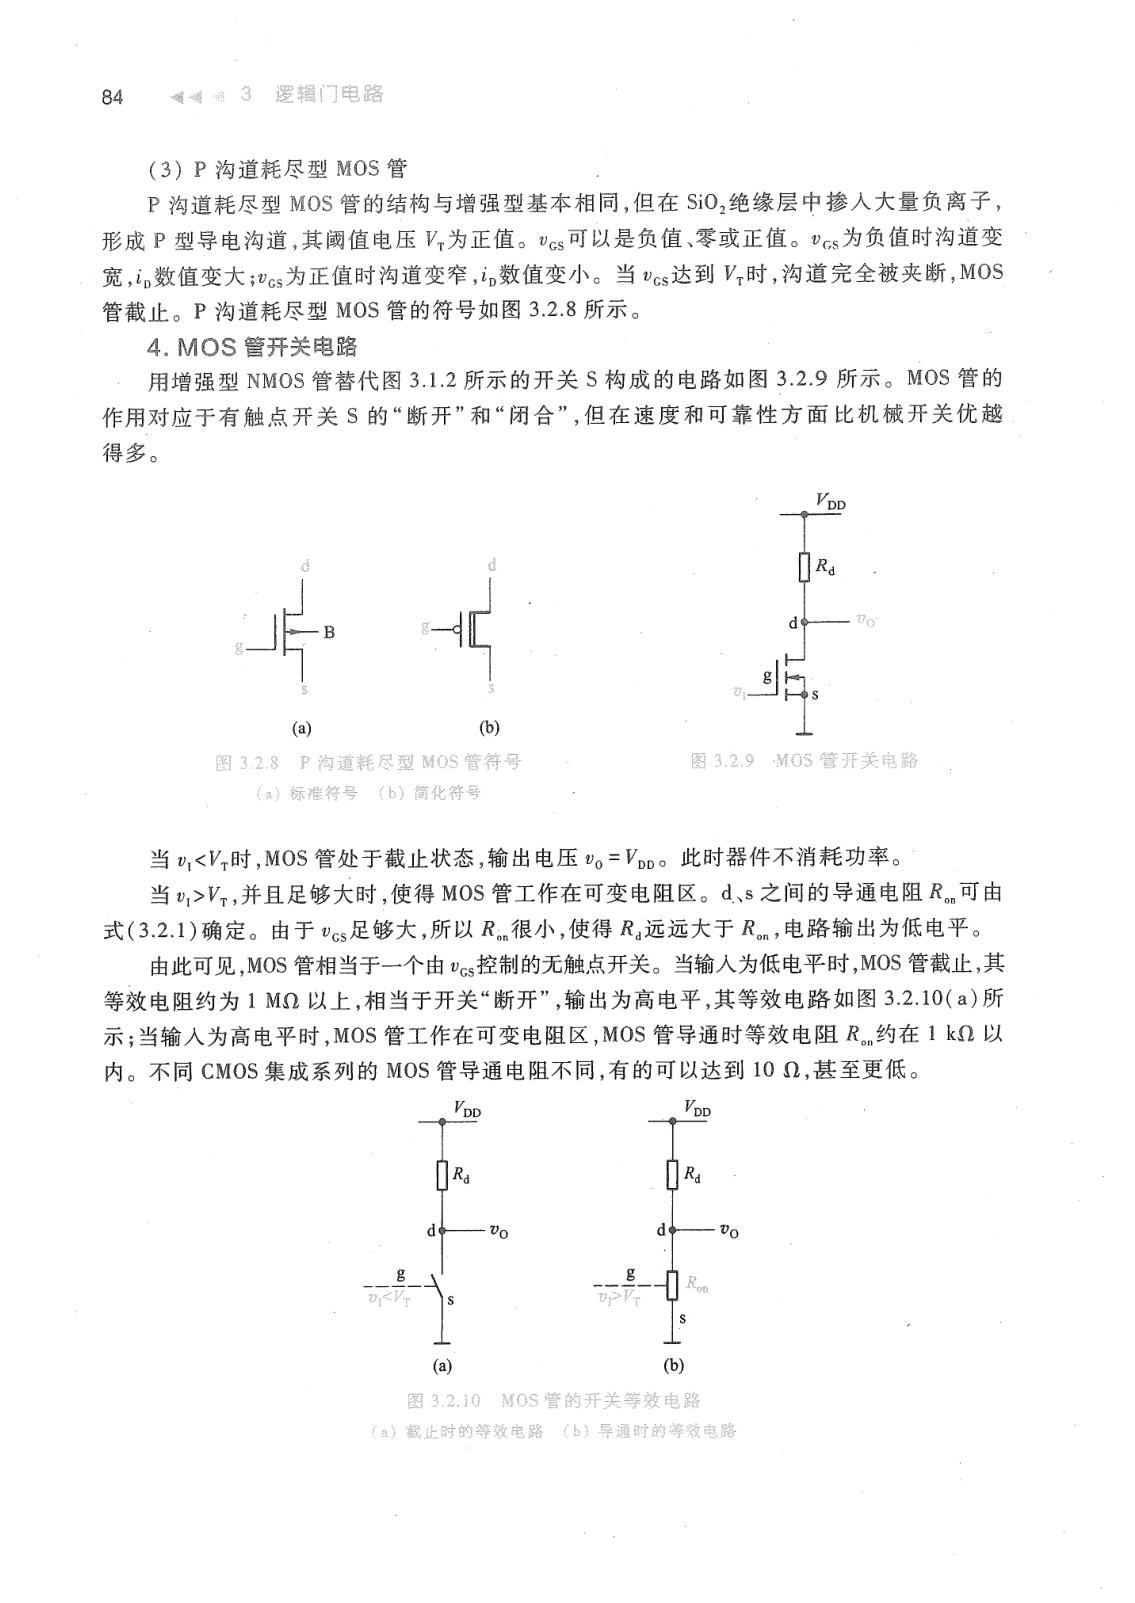 84 3 逻辑门电路
(3) P 沟道耗尽型 MOS 管
P 沟道耗尽型 MOS 管的结构与增强型基本相同,但在 SiO₂绝缘层中掺入大量负离子,
形成 P 型导电沟道,其阈值电压 V_T为正值。v_GS可以是负值、零或正值。v_GS为负值时沟道变
宽,i_D数值变大;v_GS为正值时沟道变窄,i_D数值变小。当 v_GS达到 V_T时,沟道完全被夹断,MOS
管截止。P 沟道耗尽型 MOS 管的符号如图 3.2.8 所示。
4. MOS 管开关电路
用增强型 NMOS 管替代图 3.1.2 所示的开关 S 构成的电路如图 3.2.9 所示。MOS 管的
作用对应于有触点开关 S 的“断开”和“闭合”,但在速度和可靠性方面比机械开关优越
得多。
d
g
B
s
(a)
d
g
s
(b)
图 3.2.8 P 沟道耗尽型 MOS 管符号
(a) 标准符号 (b) 简化符号
V_DD
R_d
d
v_O
g
v_I
s
图 3.2.9 MOS 管开关电路
当 v_I<V_T时,MOS 管处于截止状态,输出电压 v_O=V_DD。此时器件不消耗功率。
当 v_I>V_T,并且足够大时,使得 MOS 管工作在可变电阻区。d、s 之间的导通电阻 R_on可由
式(3.2.1)确定。由于 v_GS足够大,所以 R_on很小,使得 R_d远远大于 R_on,电路输出为低电平。
由此可见,MOS 管相当于一个由 v_GS控制的无触点开关。当输入为低电平时,MOS 管截止,其
等效电阻约为 1 MΩ 以上,相当于开关“断开”,输出为高电平,其等效电路如图 3.2.10(a)所
示;当输入为高电平时,MOS 管工作在可变电阻区,MOS 管导通时等效电阻 R_on约在 1 kΩ 以
内。不同 CMOS 集成系列的 MOS 管导通电阻不同,有的可以达到 10 Ω,甚至更低。
V_DD
R_d
d
v_O
g
v_I<V_T
s
(a)
V_DD
R_d
d
v_O
g
v_I>V_T
R_on
s
(b)
图 3.2.10 MOS 管的开关等效电路
(a) 截止时的等效电路 (b) 导通时的等效电路